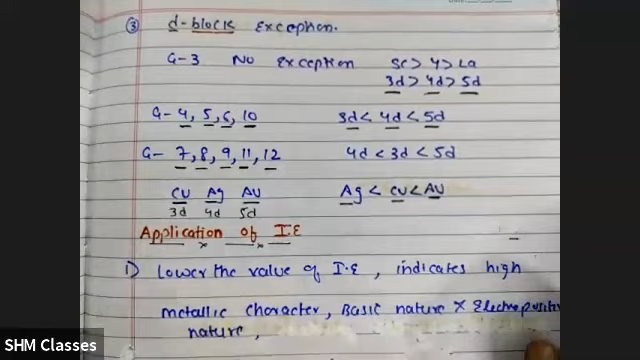 ③ d-block Exception.
G-3 No Exception Sc > Y > La
3d > 4d > 5d
G- 4, 5, 6, 10 3d < 4d < 5d
G- 7, 8, 9, 11, 12 4d < 3d < 5d
CU Ag AU Ag < CU < AU
3d 4d 5d
Application of I.E
1) Lower the value of I.E, indicates high
metallic character, Basic nature & Electropositi
nature,
SHM Classes